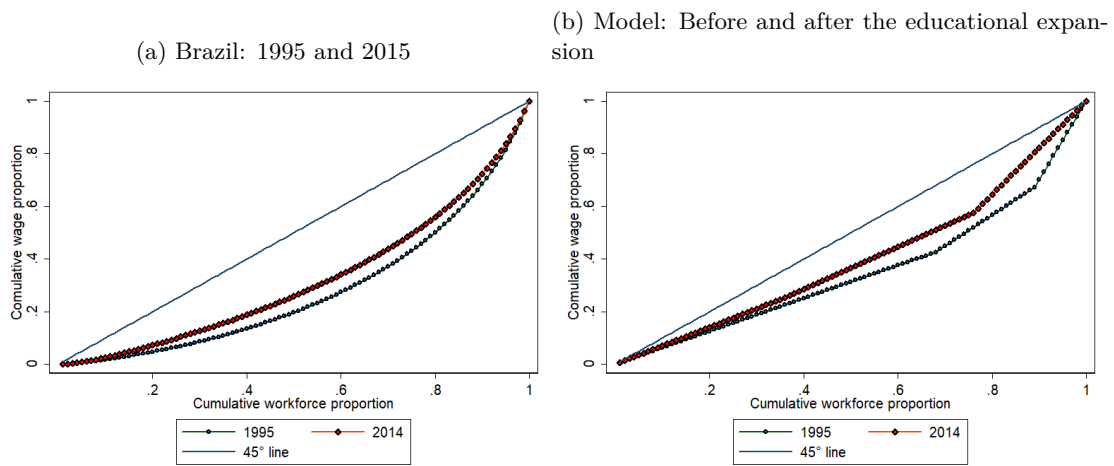 (a) Brazil: 1995 and 2015
(b) Model: Before and after the educational expan-
sion
Comulative wage proportion
0 .2 .4 .6 .8 1
.2 .4 .6 .8 1
Cumulative workforce proportion
1995 2014
45° line
Comulative wage proportion
0 .2 .4 .6 .8 1
.2 .4 .6 .8 1
Cumulative workforce proportion
1995 2014
45° line